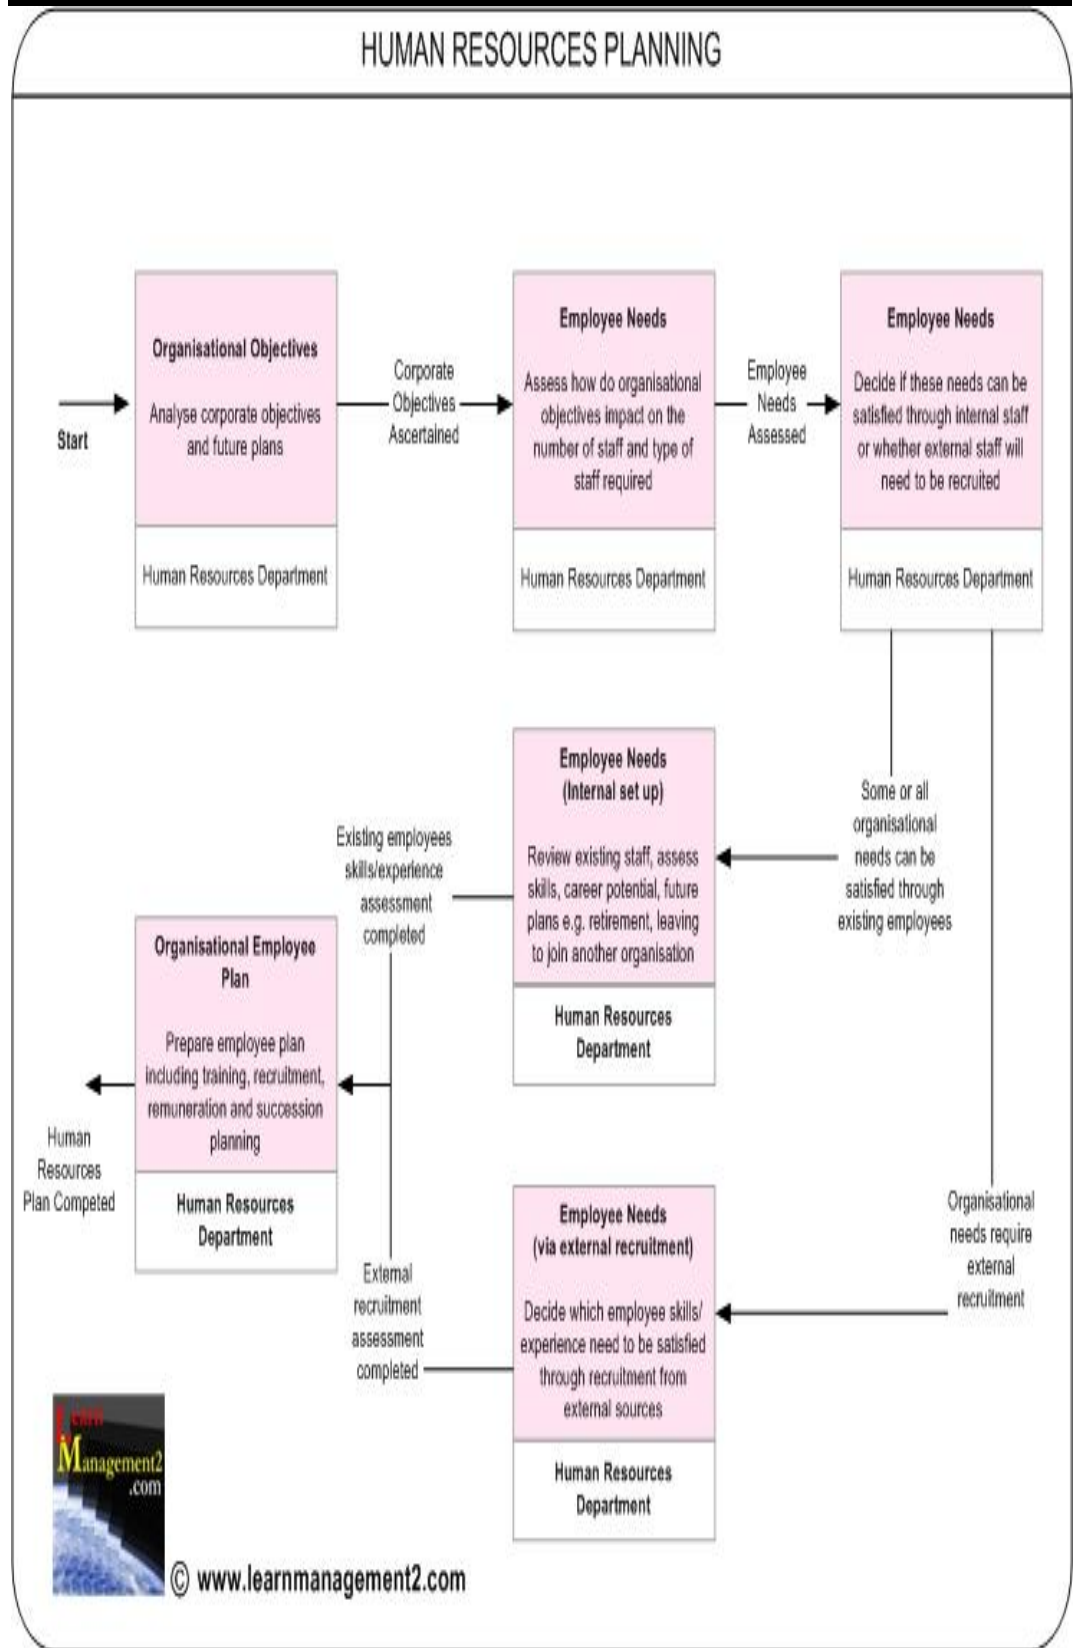 HUMAN RESOURCES PLANNING
Start
Organisational Objectives
Analyse corporate objectives
and future plans
Human Resources Department
Corporate
Objectives
Ascertained
Employee Needs
Assess how do organisational
objectives impact on the
number of staff and type of
staff required
Human Resources Department
Employee
Needs
Assessed
Employee Needs
Decide if these needs can be
satisfied through internal staff
or whether external staff will
need to be recruited
Human Resources Department
Some or all
organisational
needs can be
satisfied through
existing employees
Employee Needs
(Internal set up)
Review existing staff, assess
skills, career potential, future
plans e.g. retirement, leaving
to join another organisation
Human Resources
Department
Existing employees
skills/experience
assessment
completed
Organisational Employee
Plan
Prepare employee plan
including training, recruitment,
remuneration and succession
planning
Human Resources
Department
Human
Resources
Plan Competed
Organisational
needs require
external
recruitment
Employee Needs
(via external recruitment)
Decide which employee skills/
experience need to be satisfied
through recruitment from
external sources
Human Resources
Department
External
recruitment
assessment
completed
Learn
Management2
.com
© www.learnmanagement2.com